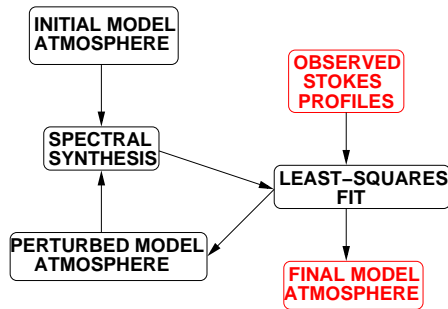 INITIAL MODEL
ATMOSPHERE
OBSERVED
STOKES
PROFILES
SPECTRAL
SYNTHESIS
LEAST−SQUARES
FIT
PERTURBED MODEL
ATMOSPHERE
FINAL MODEL
ATMOSPHERE